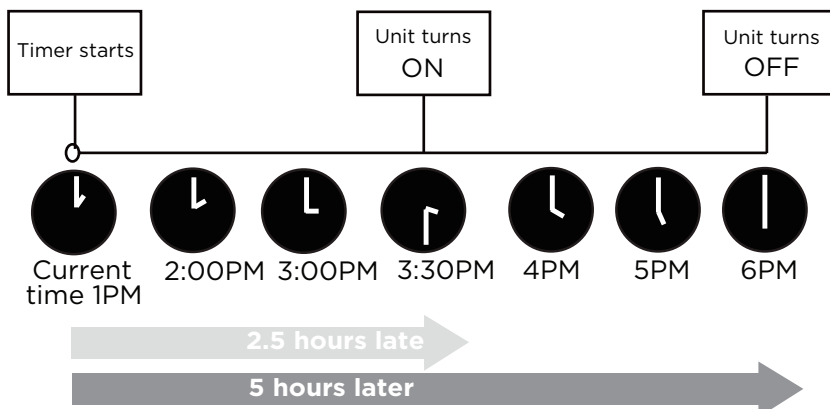 Timer starts
Unit turns
ON
Unit turns
OFF
Current
time 1PM
2:00PM
3:00PM
3:30PM
4PM
5PM
6PM
2.5 hours late
5 hours later